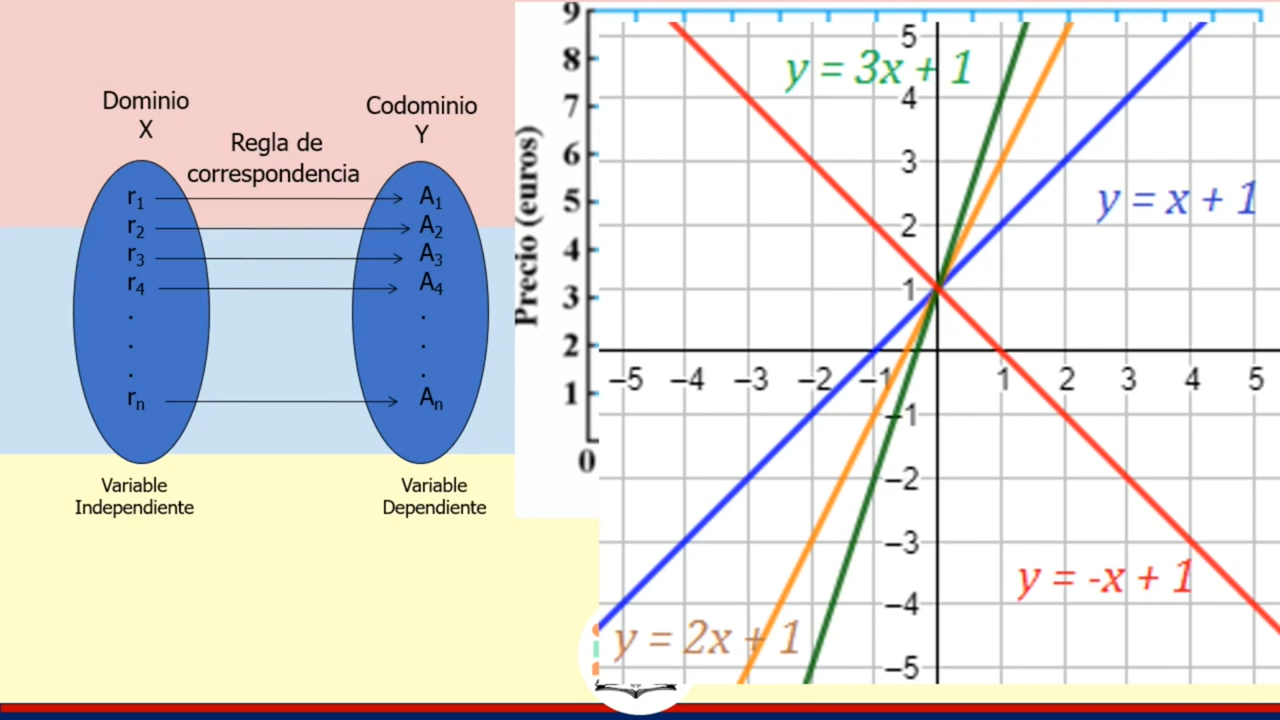 Dominio
X
Codominio
Y
Regla de
correspondencia
r1
r2
r3
r4
.
.
.
rn
A1
A2
A3
A4
.
.
.
An
Variable
Independiente
Variable
Dependiente
Precio (euros)
9
8
7
6
5
4
3
2
1
0
y = 3x + 1
y = x + 1
y = -x + 1
y = 2x + 1
5
4
3
2
1
–5 –4 –3 –2 –1 1 2 3 4 5
–1
–2
–3
–4
–5